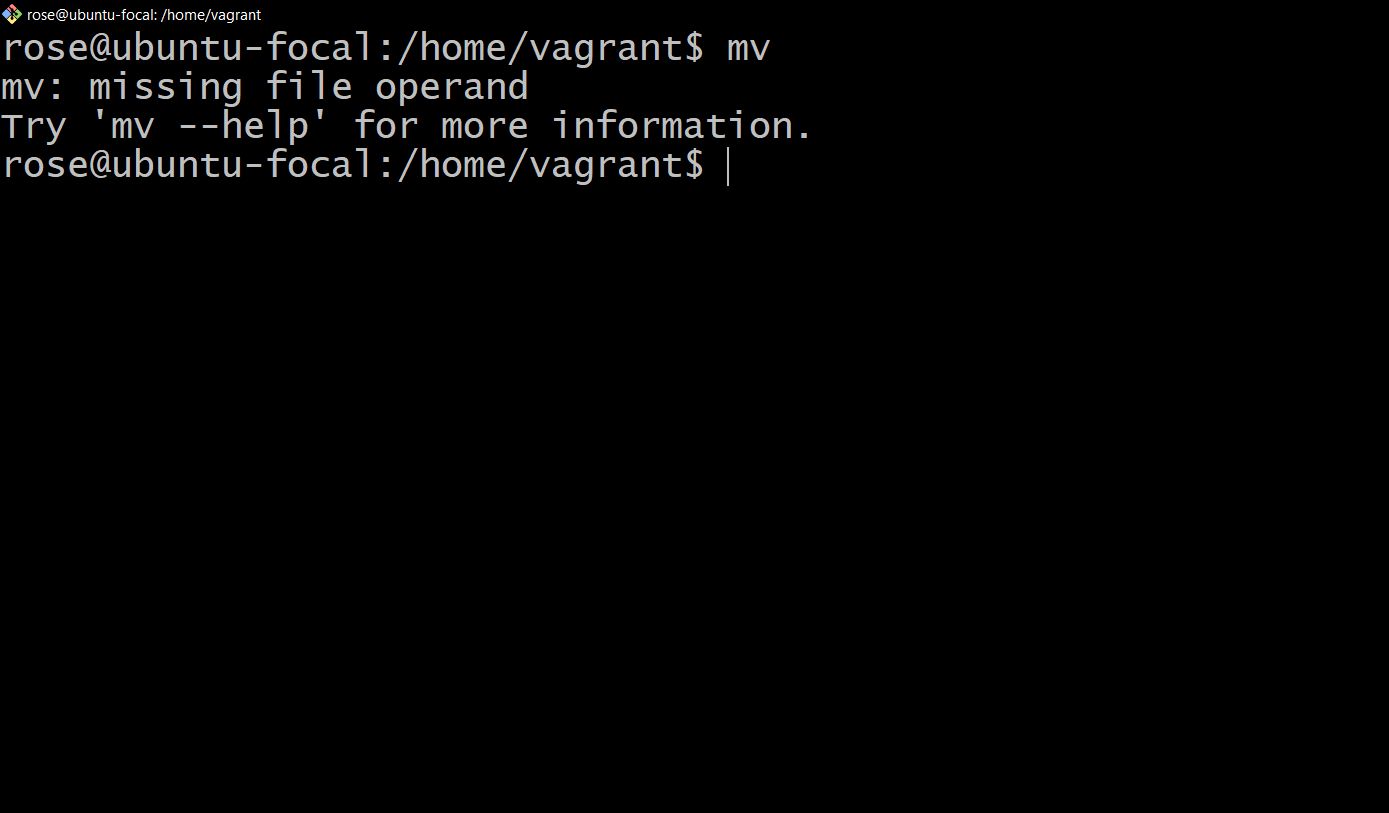 rose@ubuntu-focal: /home/vagrant
rose@ubuntu-focal:/home/vagrant$ mv
mv: missing file operand
Try 'mv --help' for more information.
rose@ubuntu-focal:/home/vagrant$